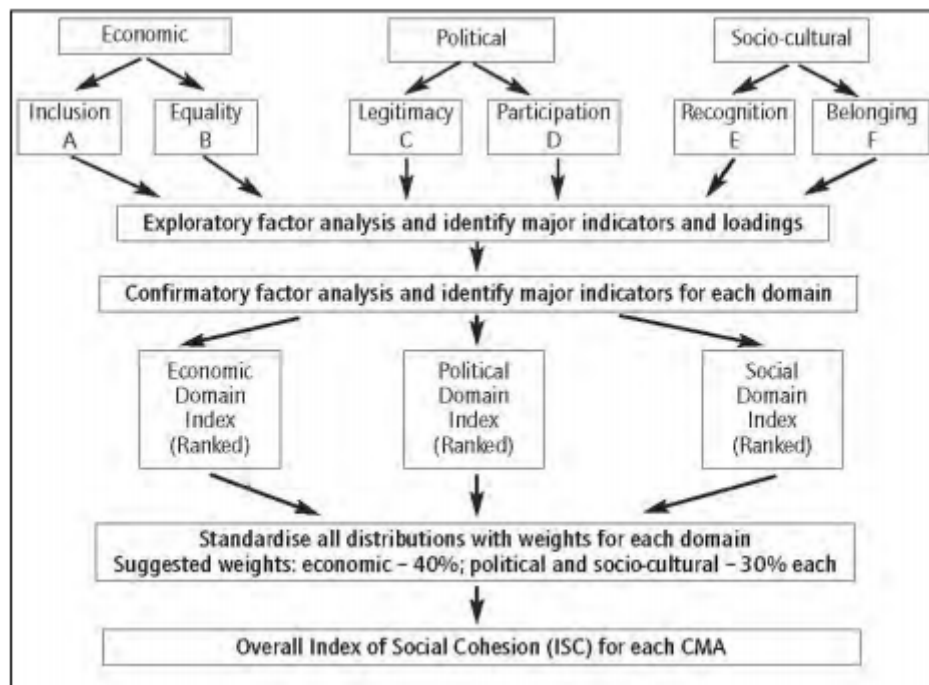 Economic
Political
Socio-cultural
Inclusion
A
Equality
B
Legitimacy
C
Participation
D
Recognition
E
Belonging
F
Exploratory factor analysis and identify major indicators and loadings
Confirmatory factor analysis and identify major indicators for each domain
Economic
Domain
Index
(Ranked)
Political
Domain
Index
(Ranked)
Social
Domain
Index
(Ranked)
Standardise all distributions with weights for each domain
Suggested weights: economic – 40%; political and socio-cultural – 30% each
Overall Index of Social Cohesion (ISC) for each CMA